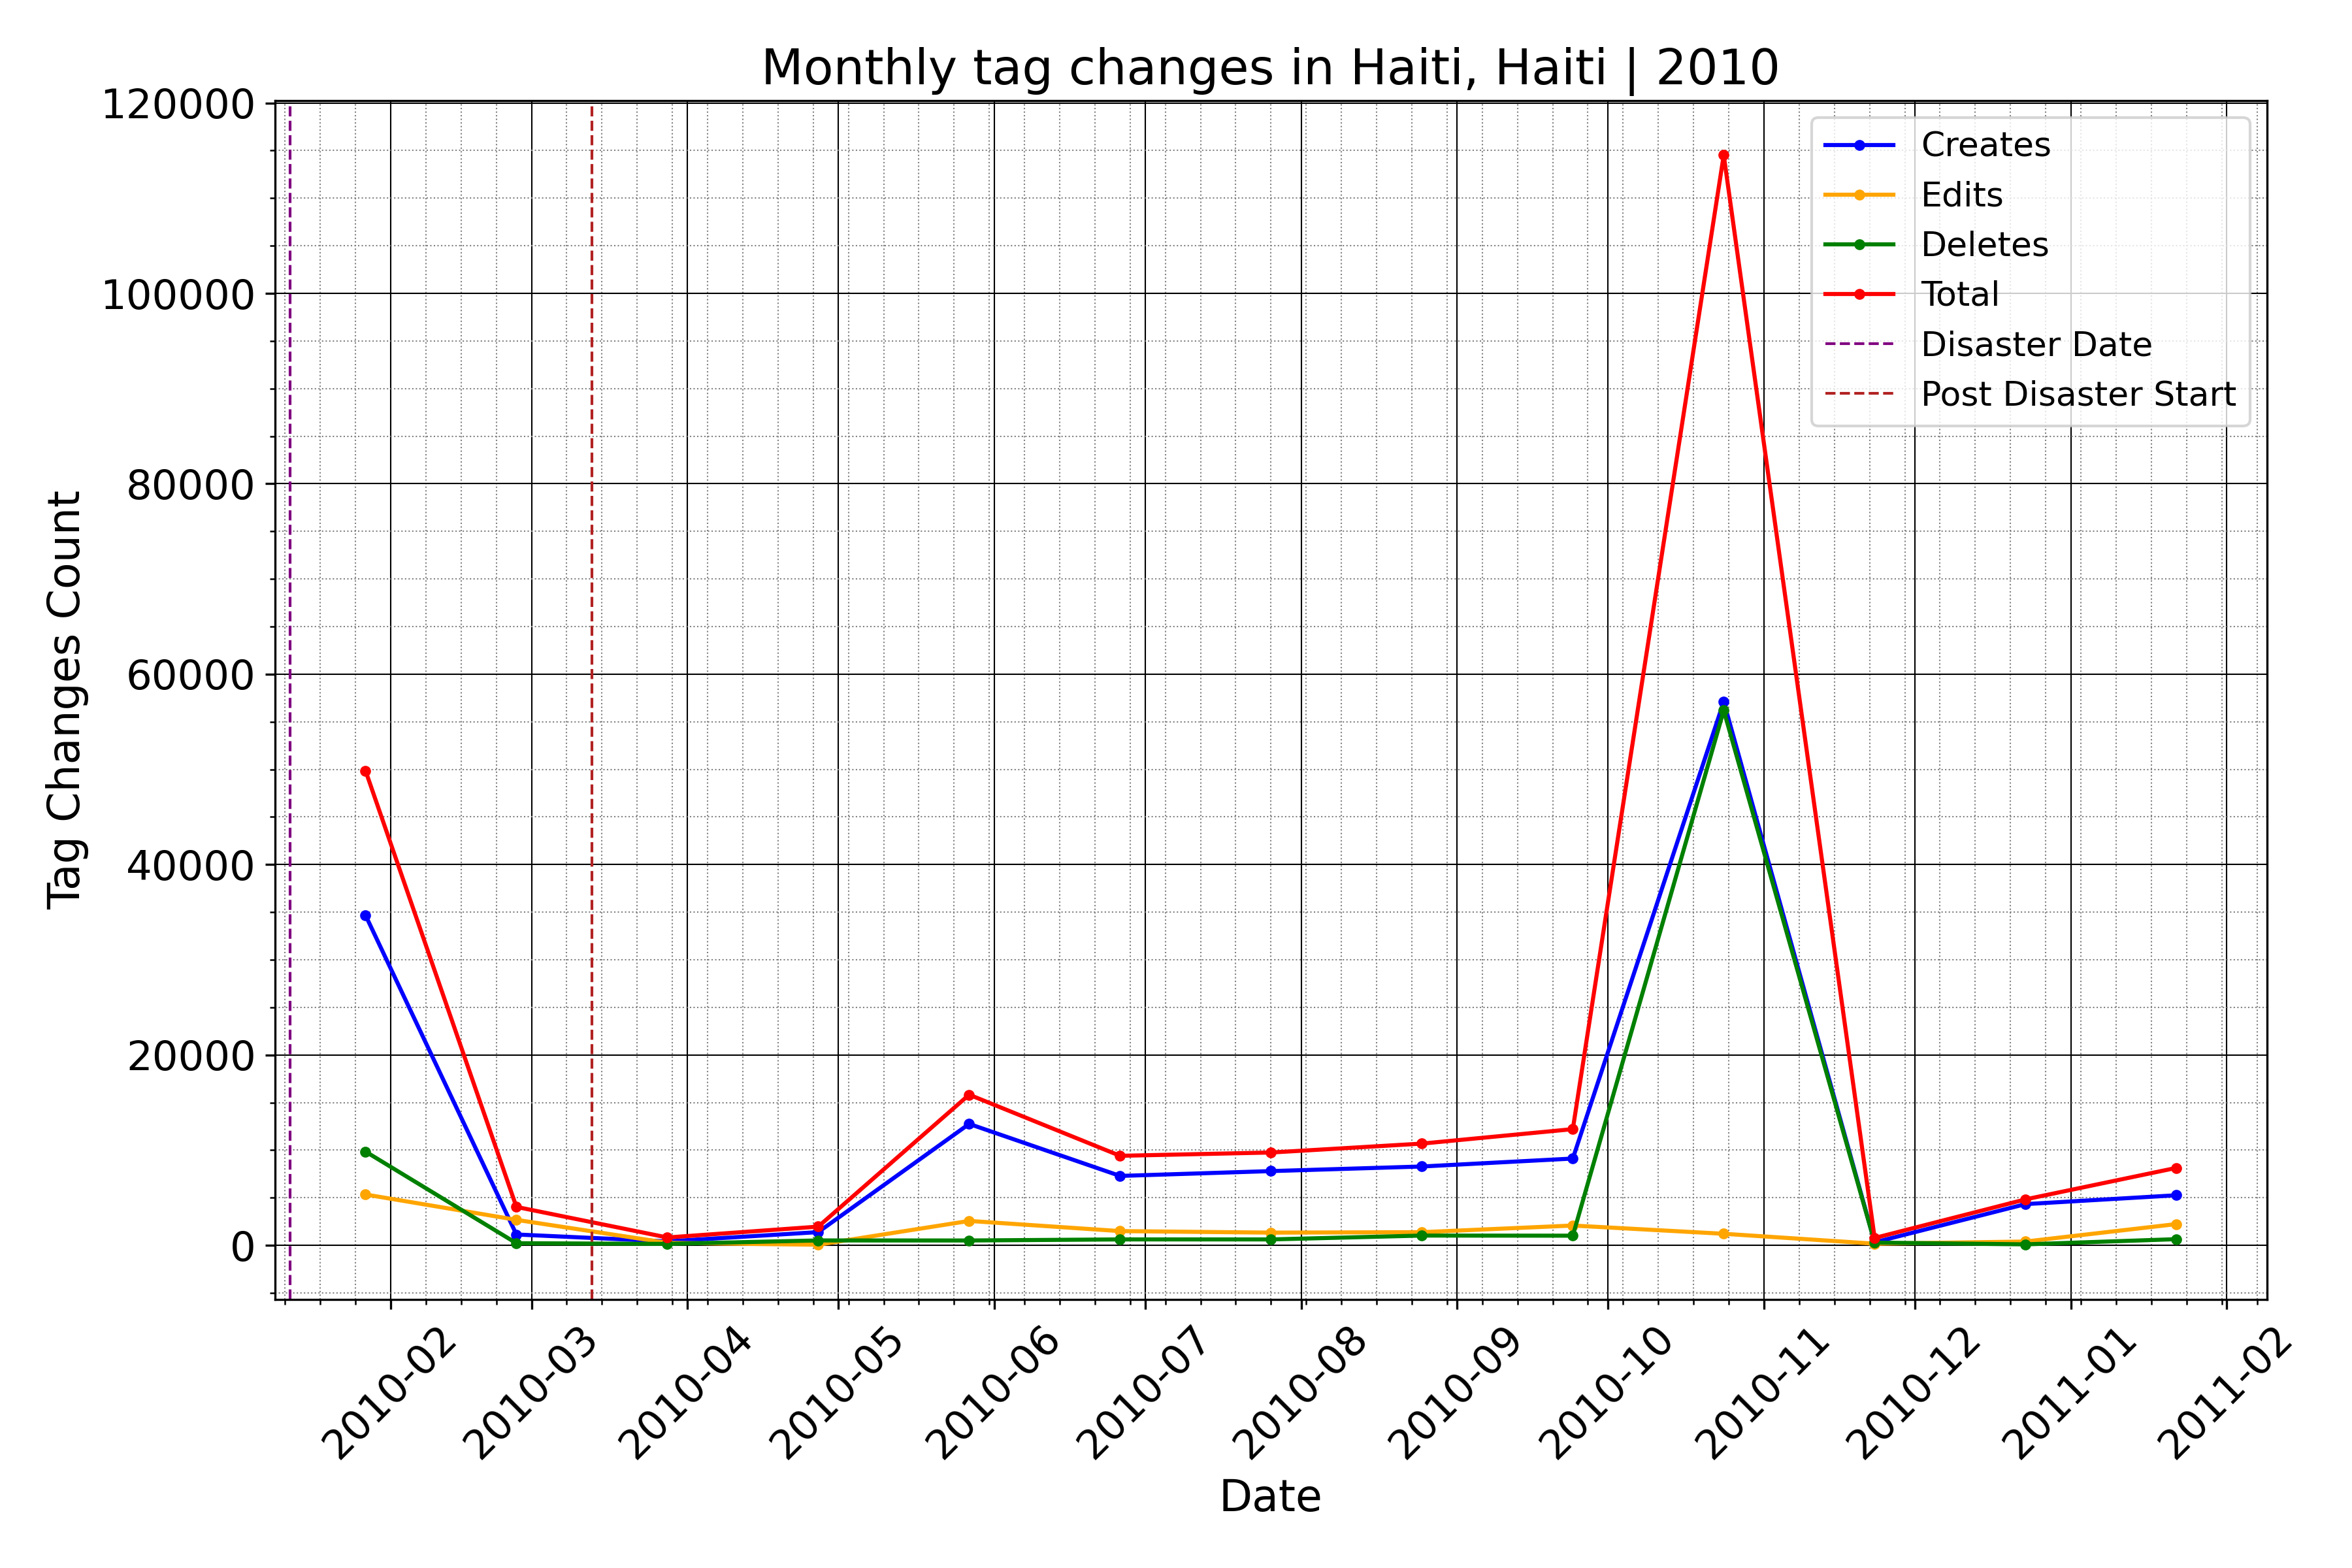 Monthly tag changes in Haiti, Haiti | 2010
120000
100000
80000
60000
40000
20000
0
Tag Changes Count
Creates
Edits
Deletes
Total
Disaster Date
Post Disaster Start
2010-02
2010-03
2010-04
2010-05
2010-06
2010-07
2010-08
2010-09
2010-10
2010-11
2010-12
2011-01
2011-02
Date